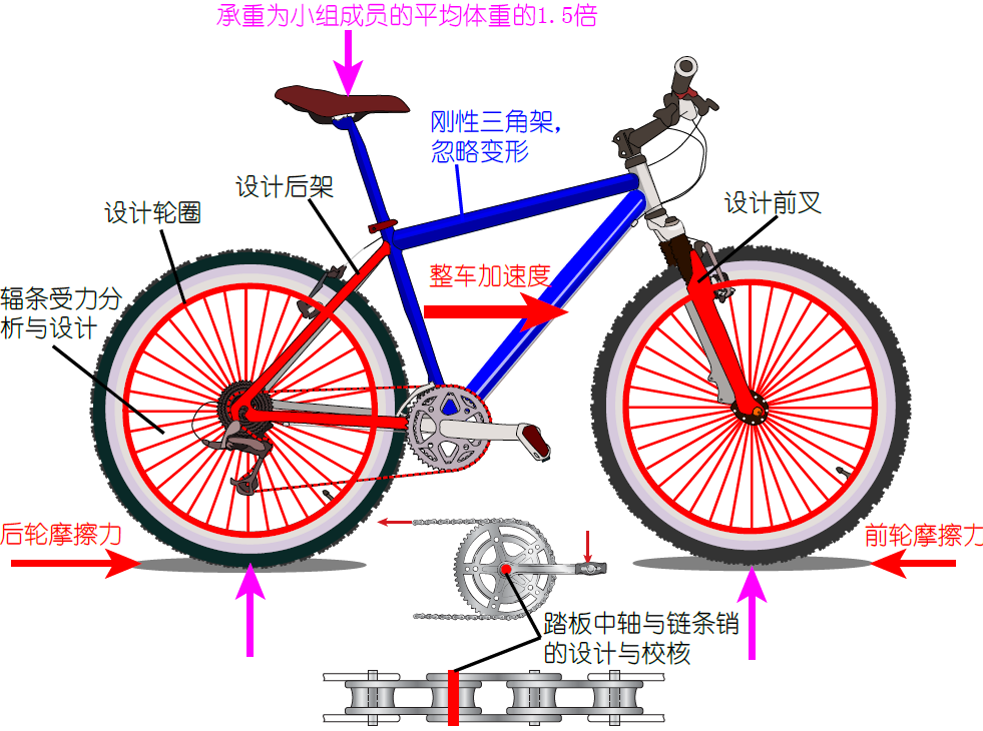 承重为小组成员的平均体重的1.5倍
刚性三角架，
忽略变形
设计后架
设计轮圈
设计前叉
整车加速度
辐条受力分
析与设计
后轮摩擦力
前轮摩擦力
踏板中轴与链条销
的设计与校核